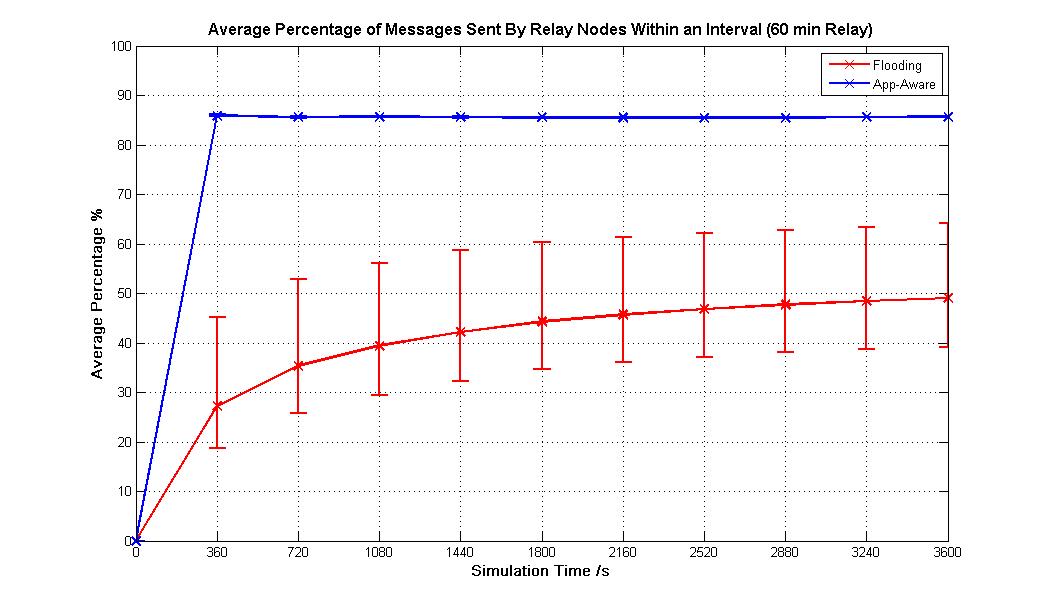 Average Percentage of Messages Sent By Relay Nodes Within an Interval (60 min Relay)
Flooding
App-Aware
Average Percentage %
100
90
80
70
60
50
40
30
20
10
0
0 360 720 1080 1440 1800 2160 2520 2880 3240 3600
Simulation Time /s